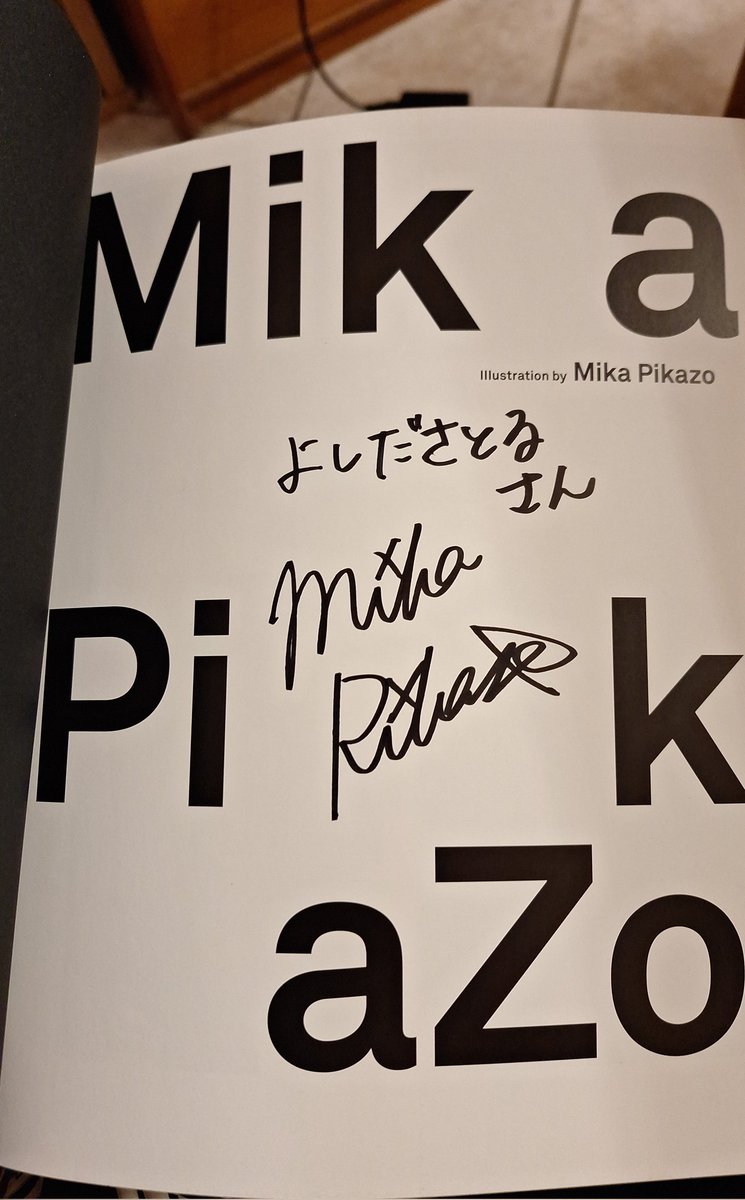 Mik a
Illustration by Mika Pikazo
よしださとる
さん
Mika
Pi k
Pikazo
aZo